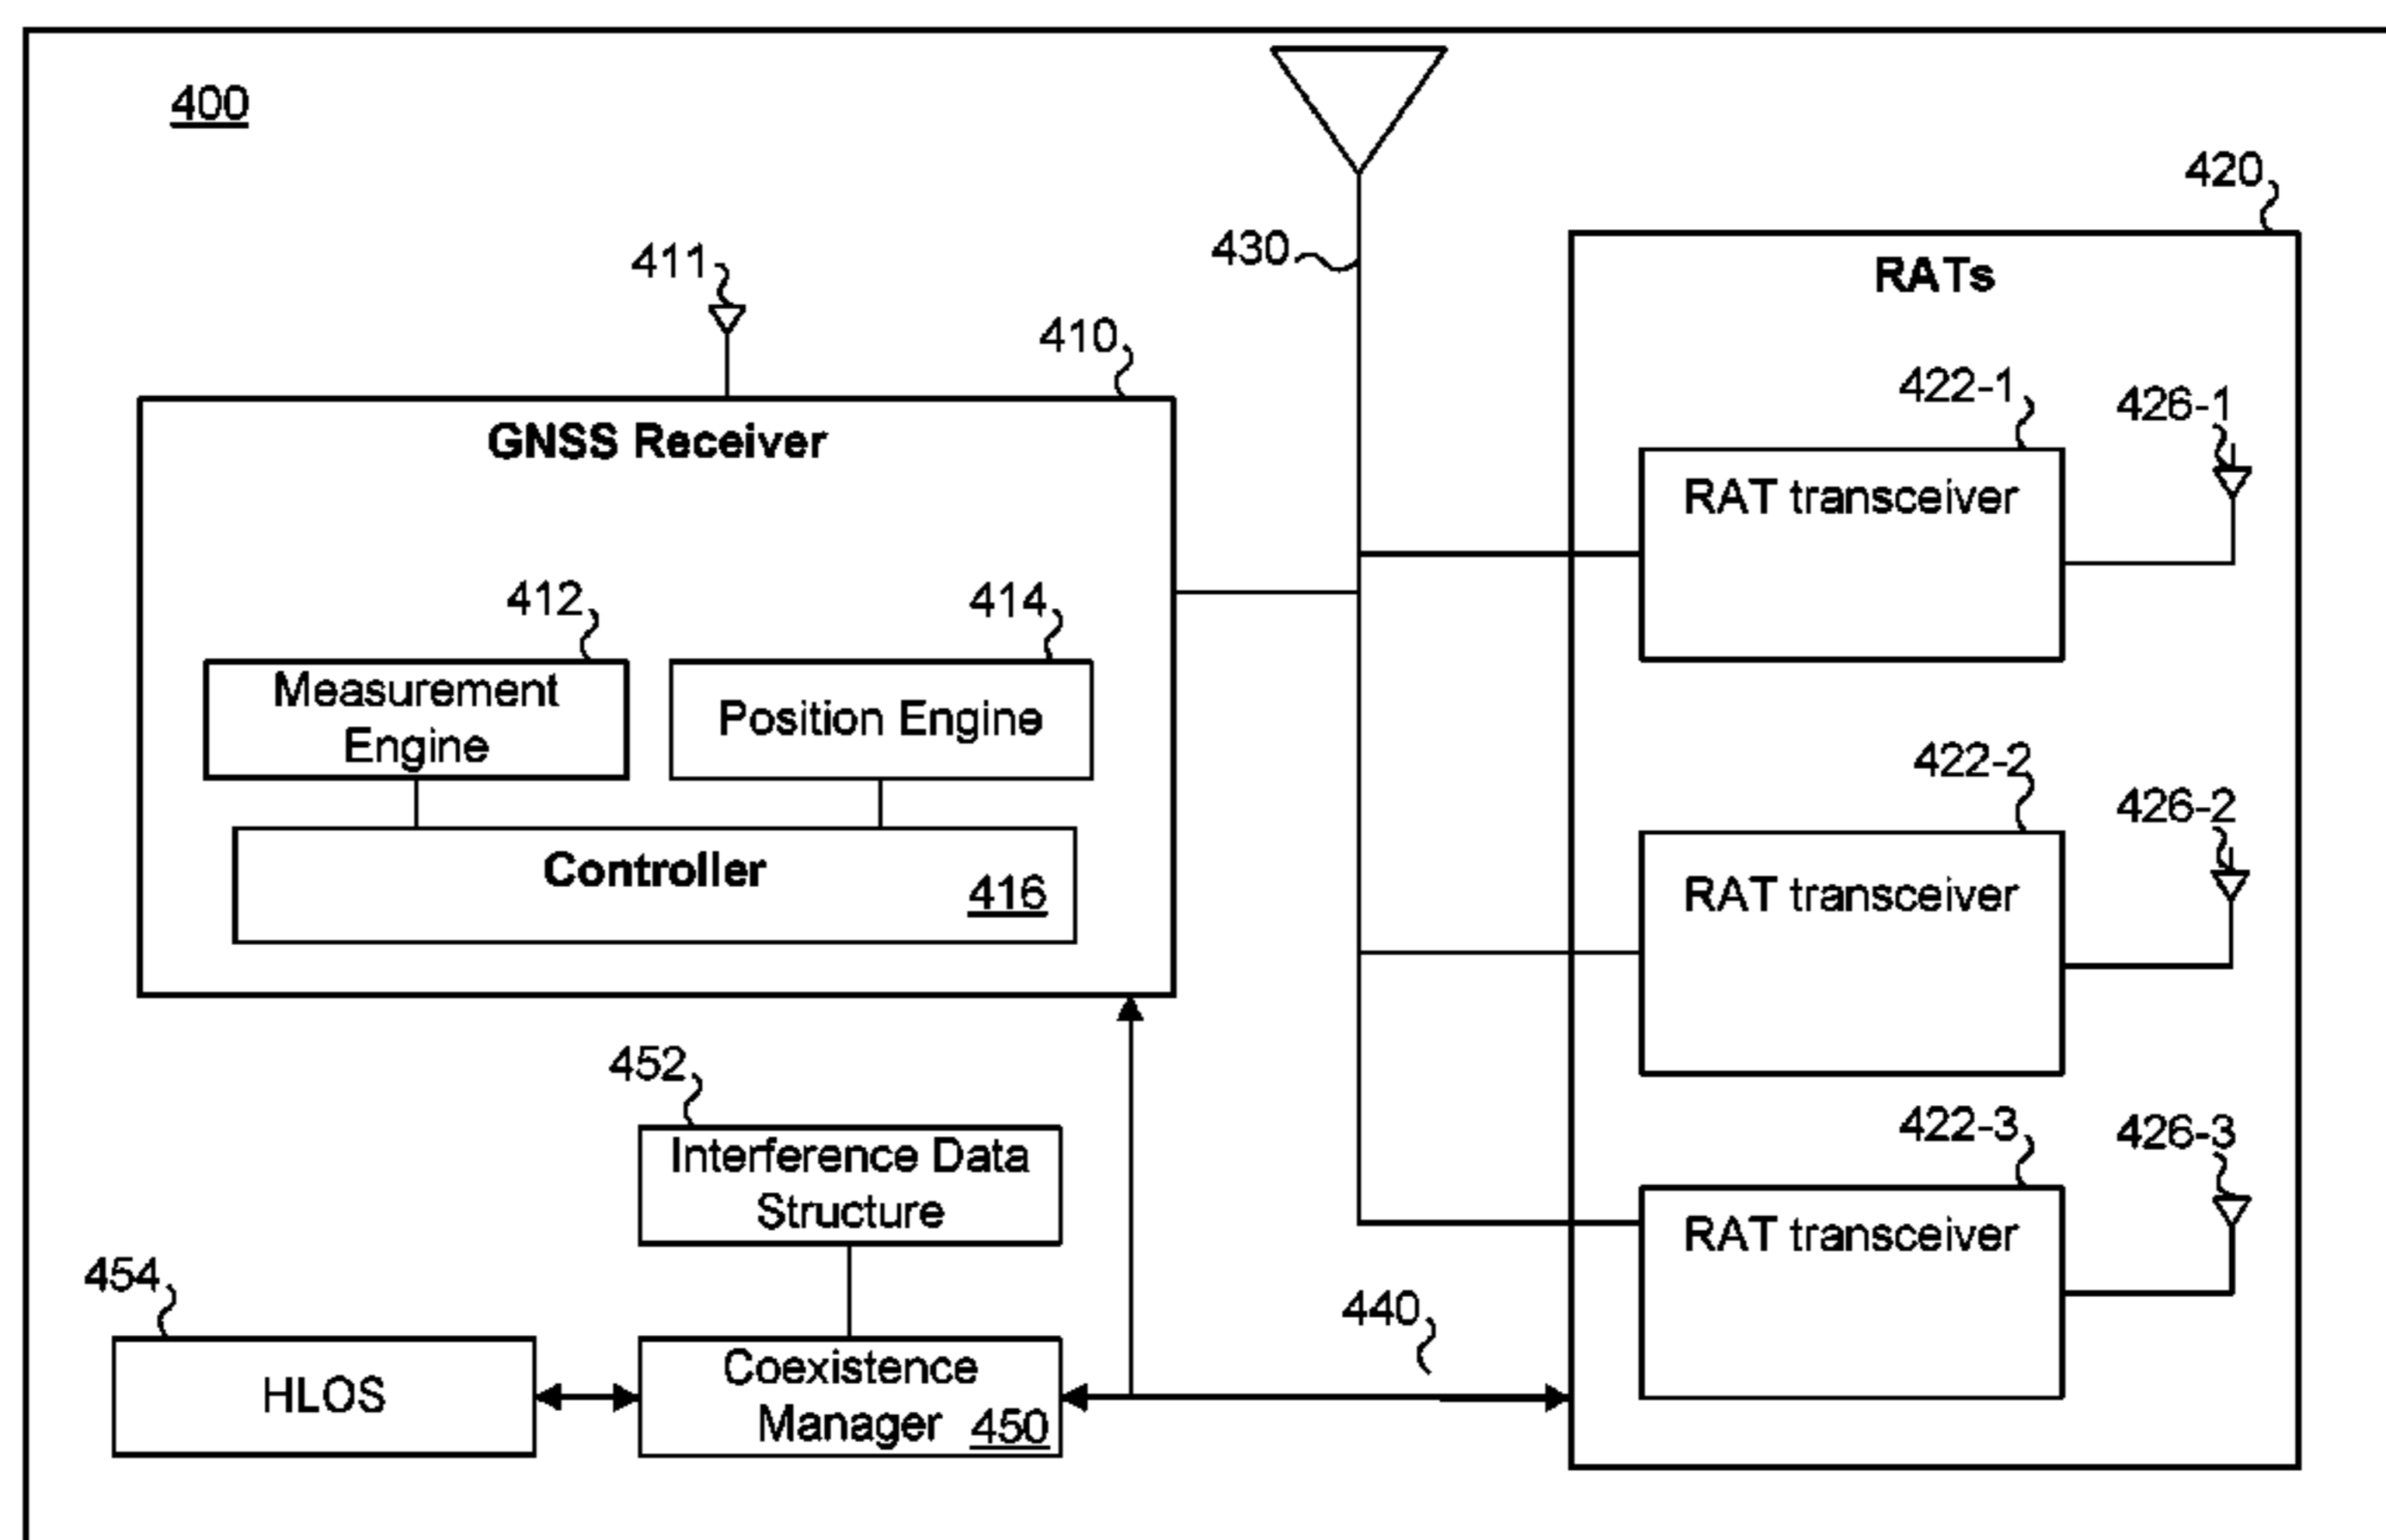 400
420
430
RATs
411
410
422-1
426-1
GNSS Receiver
RAT transceiver
412
414
Measurement
Engine
Position Engine
422-2
426-2
Controller
416
RAT transceiver
452
422-3
426-3
Interference Data
Structure
RAT transceiver
454
440
HLOS
Coexistence
Manager 450